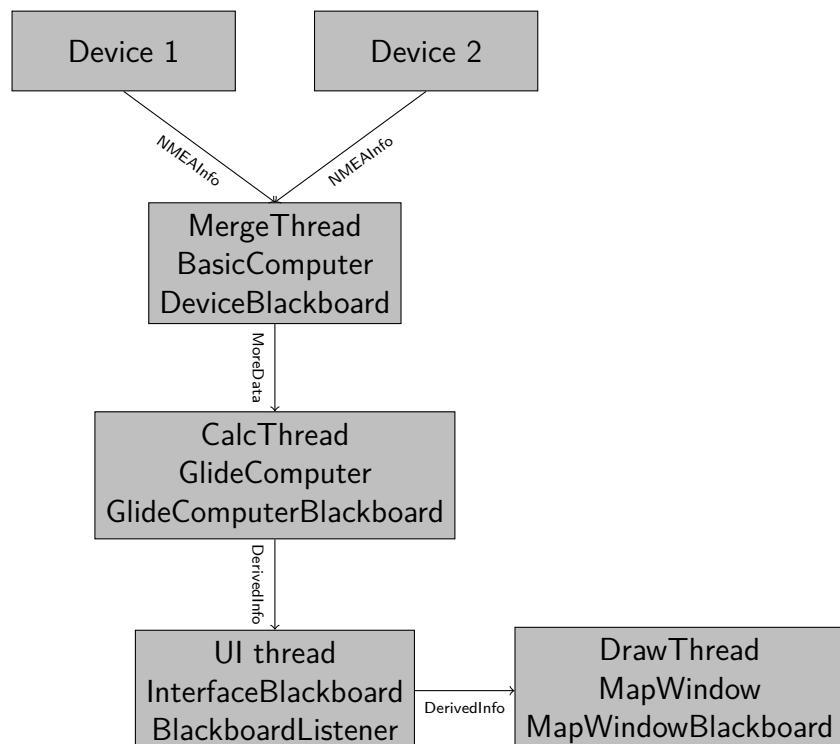 Device 1
Device 2
NMEAInfo
NMEAInfo
MergeThread
BasicComputer
DeviceBlackboard
MoreData
CalcThread
GlideComputer
GlideComputerBlackboard
DerivedInfo
UI thread
InterfaceBlackboard
BlackboardListener
DerivedInfo
DrawThread
MapWindow
MapWindowBlackboard